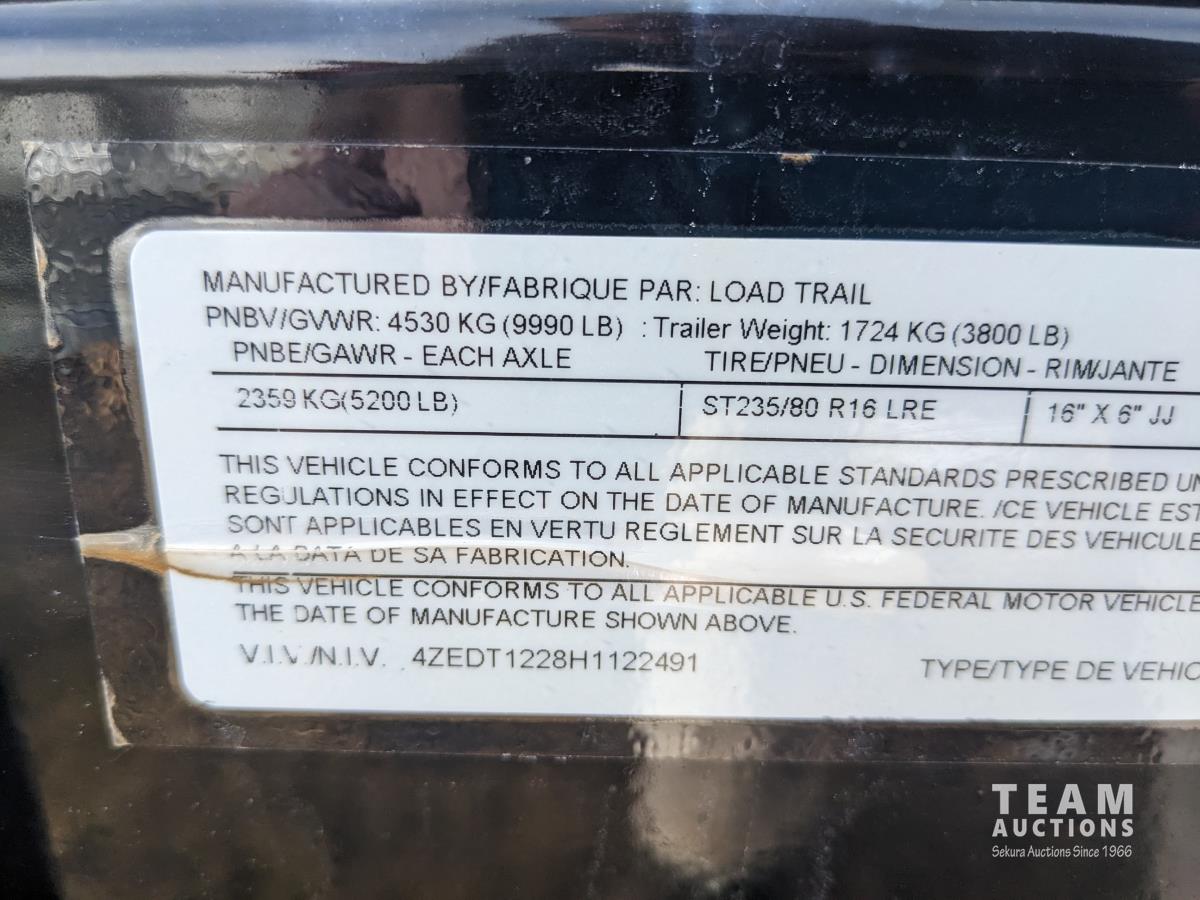 MANUFACTURED BY/FABRIQUE PAR: LOAD TRAIL
PNBV/GVWR: 4530 KG (9990 LB) : Trailer Weight: 1724 KG (3800 LB)
PNBE/GAWR - EACH AXLE TIRE/PNEU - DIMENSION - RIM/JANTE
2359 KG(5200 LB) ST235/80 R16 LRE 16" X 6" JJ
THIS VEHICLE CONFORMS TO ALL APPLICABLE STANDARDS PRESCRIBED UN
REGULATIONS IN EFFECT ON THE DATE OF MANUFACTURE. /CE VEHICLE EST
SONT APPLICABLES EN VERTU REGLEMENT SUR LA SECURITE DES VEHICULE
A LA DATA DE SA FABRICATION.
THIS VEHICLE CONFORMS TO ALL APPLICABLE U.S. FEDERAL MOTOR VEHICLE
THE DATE OF MANUFACTURE SHOWN ABOVE.
V.I.V./N.I.V. 4ZEDT1228H1122491 TYPE/TYPE DE VEHIC
TEAM
AUCTIONS
Sekura Auctions Since 1966